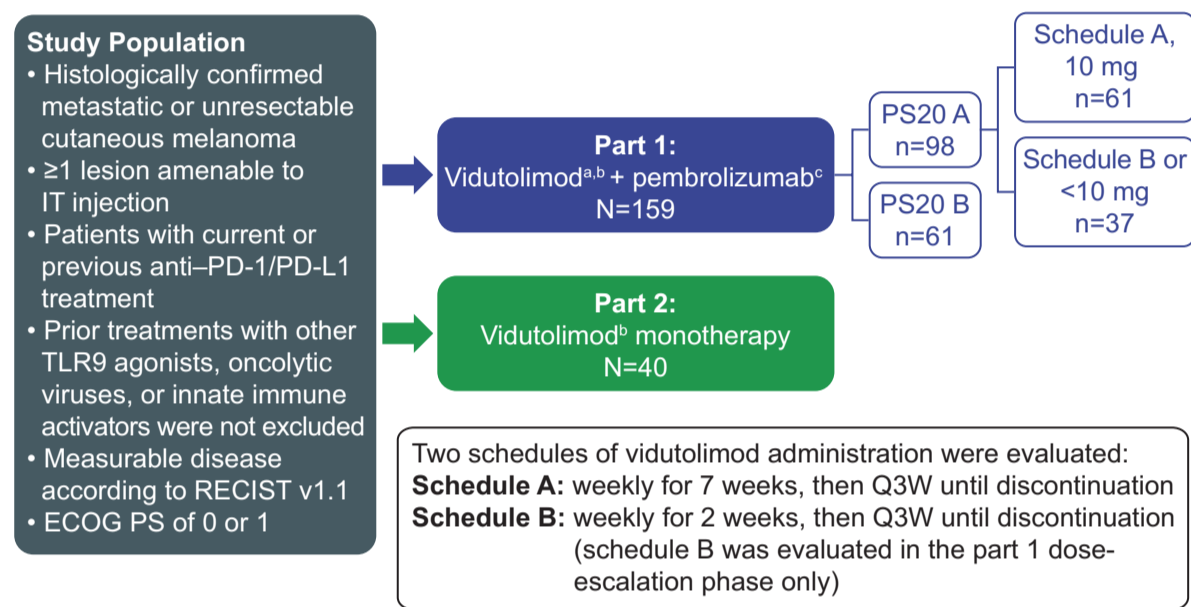 Study Population
• Histologically confirmed
metastatic or unresectable
cutaneous melanoma
• ≥1 lesion amenable to
IT injection
• Patients with current or
previous anti–PD-1/PD-L1
treatment
• Prior treatments with other
TLR9 agonists, oncolytic
viruses, or innate immune
activators were not excluded
• Measurable disease
according to RECIST v1.1
• ECOG PS of 0 or 1
Part 1:
Vidutolimodᵃ,ᵇ + pembrolizumabᶜ
N=159
PS20 A
n=98
PS20 B
n=61
Schedule A,
10 mg
n=61
Schedule B or
<10 mg
n=37
Part 2:
Vidutolimodᵇ monotherapy
N=40
Two schedules of vidutolimod administration were evaluated:
Schedule A: weekly for 7 weeks, then Q3W until discontinuation
Schedule B: weekly for 2 weeks, then Q3W until discontinuation
(schedule B was evaluated in the part 1 dose-
escalation phase only)